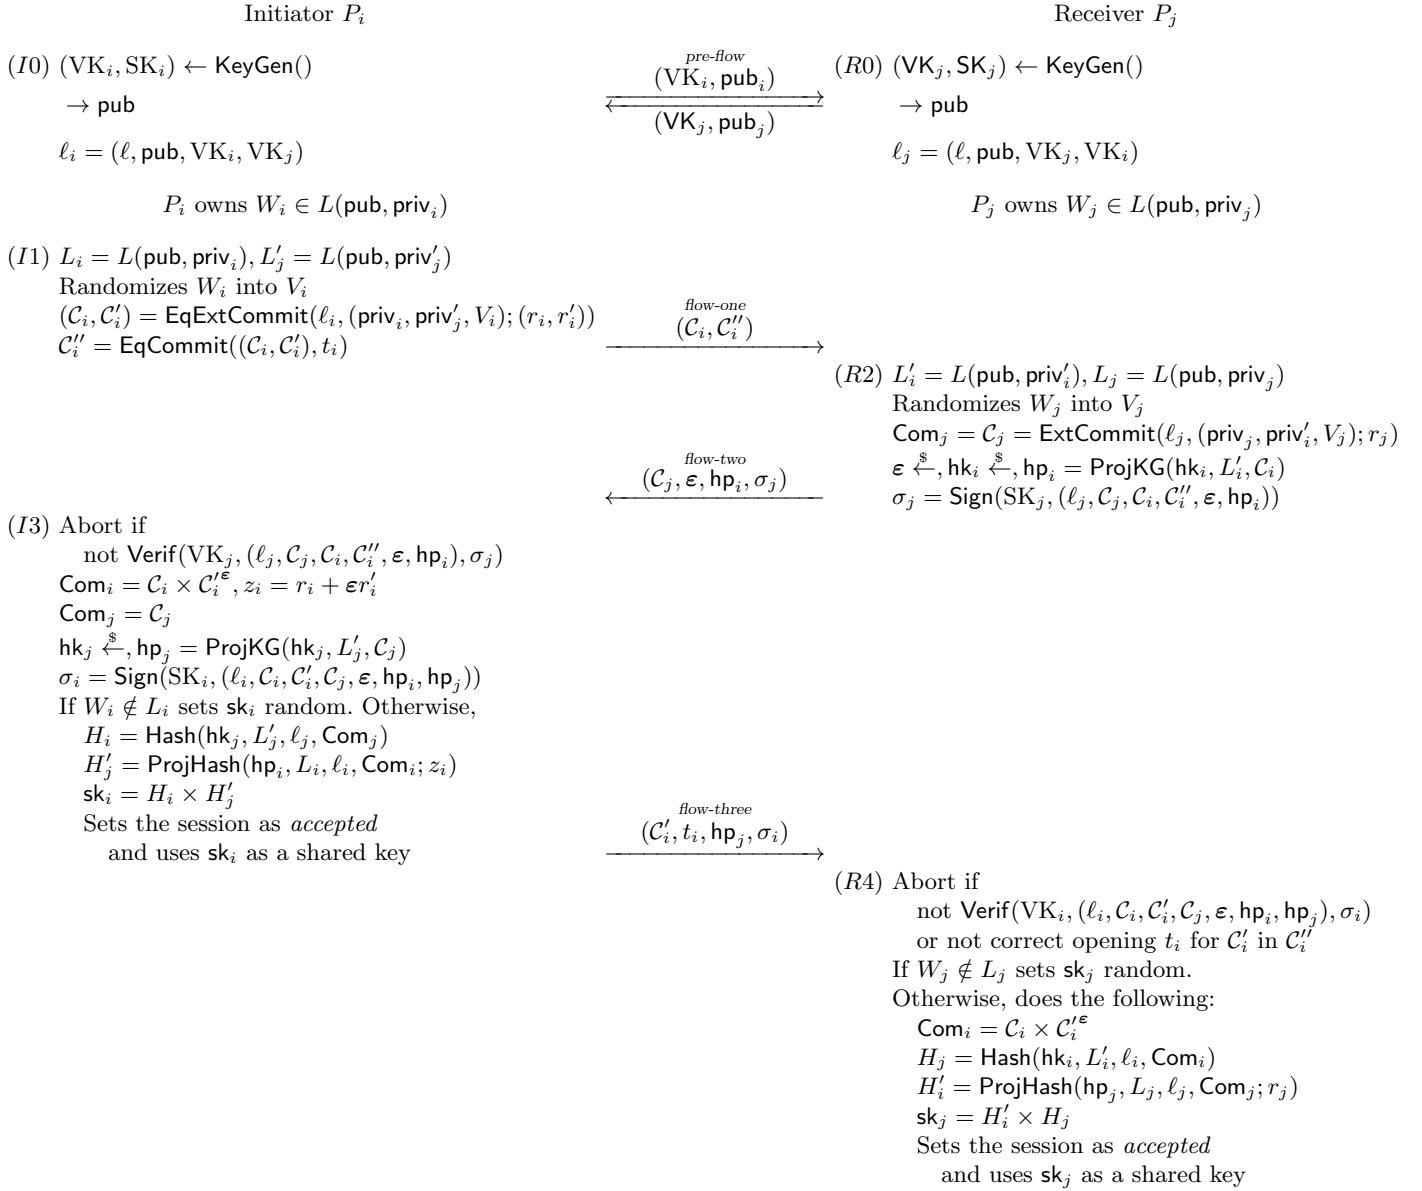 Initiator P_i
Receiver P_j
(I0) (VK_i, SK_i) ← KeyGen()
→ pub
ℓ_i = (ℓ, pub, VK_i, VK_j)
pre-flow
(VK_i, pub_i)
(VK_j, pub_j)
(R0) (VK_j, SK_j) ← KeyGen()
→ pub
ℓ_j = (ℓ, pub, VK_j, VK_i)
P_i owns W_i ∈ L(pub, priv_i)
P_j owns W_j ∈ L(pub, priv_j)
(I1) L_i = L(pub, priv_i), L'_j = L(pub, priv'_j)
Randomizes W_i into V_i
(C_i, C'_i) = EqExtCommit(ℓ_i, (priv_i, priv'_j, V_i); (r_i, r'_i))
C''_i = EqCommit((C_i, C'_i), t_i)
flow-one
(C_i, C''_i)
(R2) L'_i = L(pub, priv'_i), L_j = L(pub, priv_j)
Randomizes W_j into V_j
Com_j = C_j = ExtCommit(ℓ_j, (priv_j, priv'_i, V_j); r_j)
ε ←$, hk_i ←$, hp_i = ProjKG(hk_i, L'_i, C_i)
σ_j = Sign(SK_j, (ℓ_j, C_j, C_i, C''_i, ε, hp_i))
flow-two
(C_j, ε, hp_i, σ_j)
(I3) Abort if
not Verif(VK_j, (ℓ_j, C_j, C_i, C''_i, ε, hp_i), σ_j)
Com_i = C_i × C'_i^ε, z_i = r_i + εr'_i
Com_j = C_j
hk_j ←$, hp_j = ProjKG(hk_j, L'_j, C_j)
σ_i = Sign(SK_i, (ℓ_i, C_i, C'_i, C_j, ε, hp_i, hp_j))
If W_i ∉ L_i sets sk_i random. Otherwise,
H_i = Hash(hk_j, L'_j, ℓ_j, Com_j)
H'_j = ProjHash(hp_i, L_i, ℓ_i, Com_i; z_i)
sk_i = H_i × H'_j
Sets the session as accepted
and uses sk_i as a shared key
flow-three
(C'_i, t_i, hp_j, σ_i)
(R4) Abort if
not Verif(VK_i, (ℓ_i, C_i, C'_i, C_j, ε, hp_i, hp_j), σ_i)
or not correct opening t_i for C'_i in C''_i
If W_j ∉ L_j sets sk_j random.
Otherwise, does the following:
Com_i = C_i × C'_i^ε
H_j = Hash(hk_i, L'_i, ℓ_i, Com_i)
H'_i = ProjHash(hp_j, L_j, ℓ_j, Com_j; r_j)
sk_j = H'_i × H_j
Sets the session as accepted
and uses sk_j as a shared key